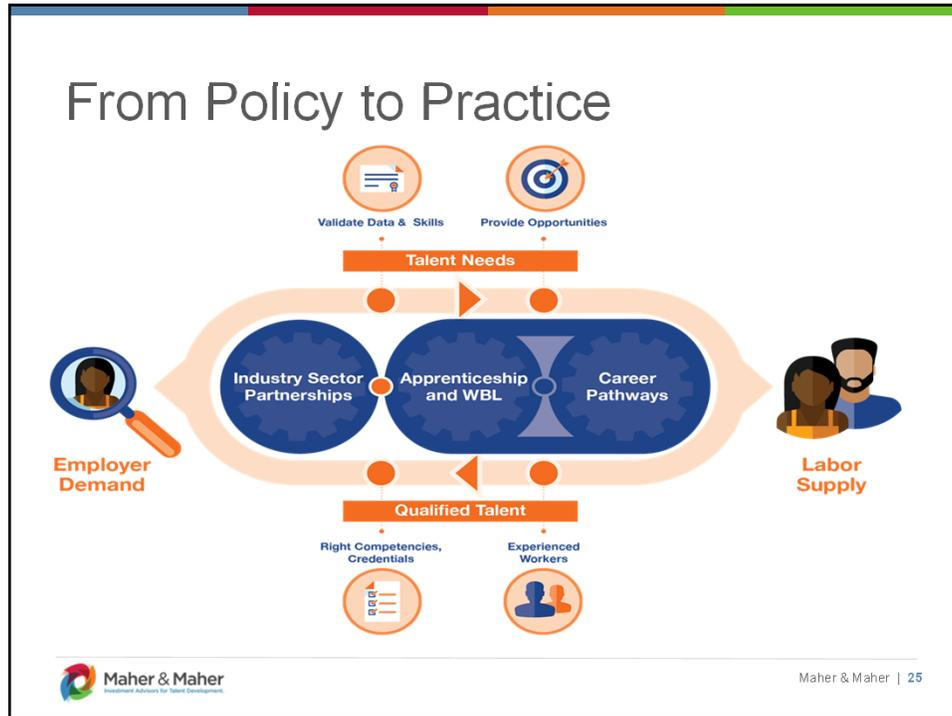 From Policy to Practice
Validate Data & Skills
Provide Opportunities
Talent Needs
Industry Sector
Partnerships
Apprenticeship
and WBL
Career
Pathways
Employer
Demand
Labor
Supply
Qualified Talent
Right Competencies,
Credentials
Experienced
Workers
Maher & Maher
Investment Advisors for Talent Development.
Maher & Maher | 25